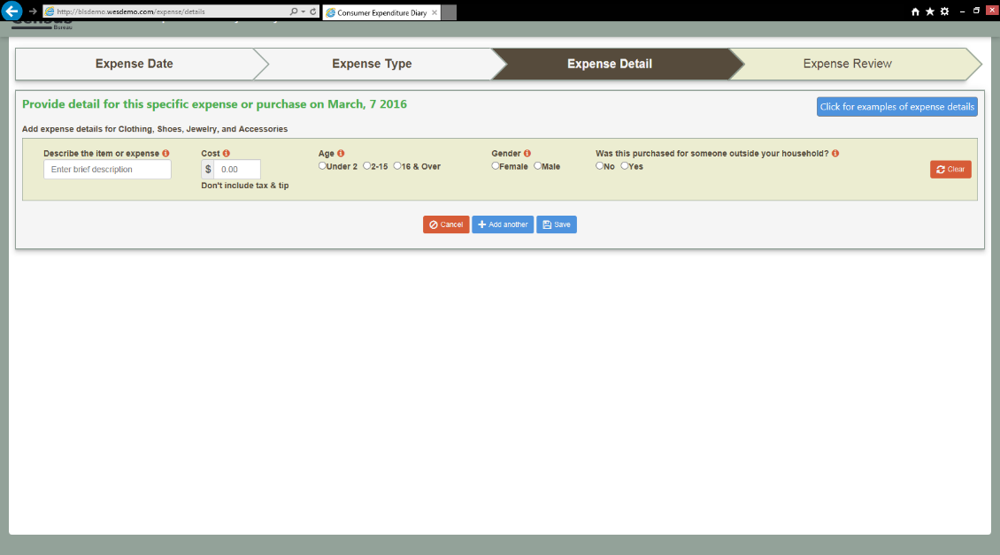 http://blsdemo.wesdemo.com/expense/details
Consumer Expenditure Diary
Census
Bureau
Expense Date
Expense Type
Expense Detail
Expense Review
Provide detail for this specific expense or purchase on March, 7 2016
Click for examples of expense details
Add expense details for Clothing, Shoes, Jewelry, and Accessories
Describe the item or expense
Enter brief description
Cost
$ 0.00
Don't include tax & tip
Age
Under 2 2-15 16 & Over
Gender
Female Male
Was this purchased for someone outside your household?
No Yes
Clear
Cancel
Add another
Save